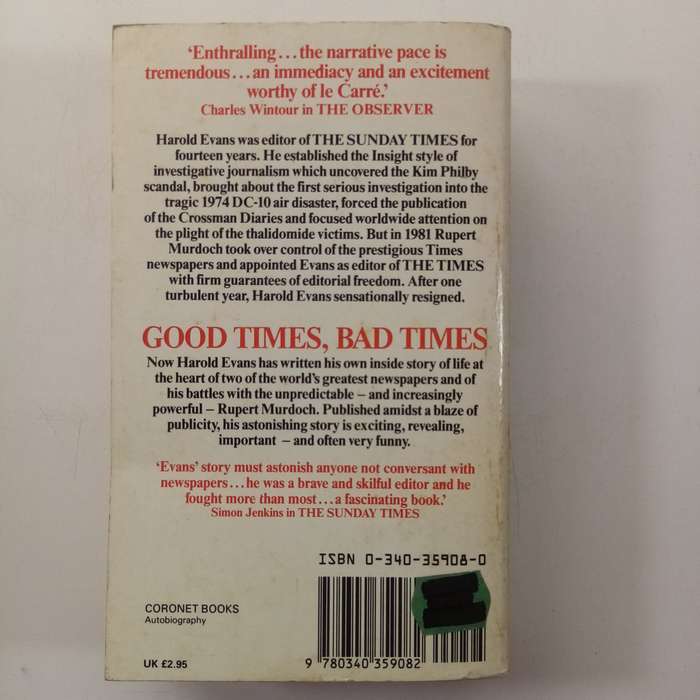 ‘Enthralling...the narrative pace is
tremendous...an immediacy and an excitement
worthy of le Carré.’
Charles Wintour in THE OBSERVER
Harold Evans was editor of THE SUNDAY TIMES for
fourteen years. He established the Insight style of
investigative journalism which uncovered the Kim Philby
scandal, brought about the first serious investigation into the
tragic 1974 DC-10 air disaster, forced the publication
of the Crossman Diaries and focused worldwide attention on
the plight of the thalidomide victims. But in 1981 Rupert
Murdoch took over control of the prestigious Times
newspapers and appointed Evans as editor of THE TIMES
with firm guarantees of editorial freedom. After one
turbulent year, Harold Evans sensationally resigned.
GOOD TIMES, BAD TIMES
Now Harold Evans has written his own inside story of life at
the heart of two of the world’s greatest newspapers and of
his battles with the unpredictable – and increasingly
powerful – Rupert Murdoch. Published amidst a blaze of
publicity, his astonishing story is exciting, revealing,
important – and often very funny.
‘Evans’ story must astonish anyone not conversant with
newspapers...he was a brave and skilful editor and he
fought more than most...a fascinating book.’
Simon Jenkins in THE SUNDAY TIMES
ISBN 0-340-35908-0
CORONET BOOKS
Autobiography
UK £2.95
9 780340 359082